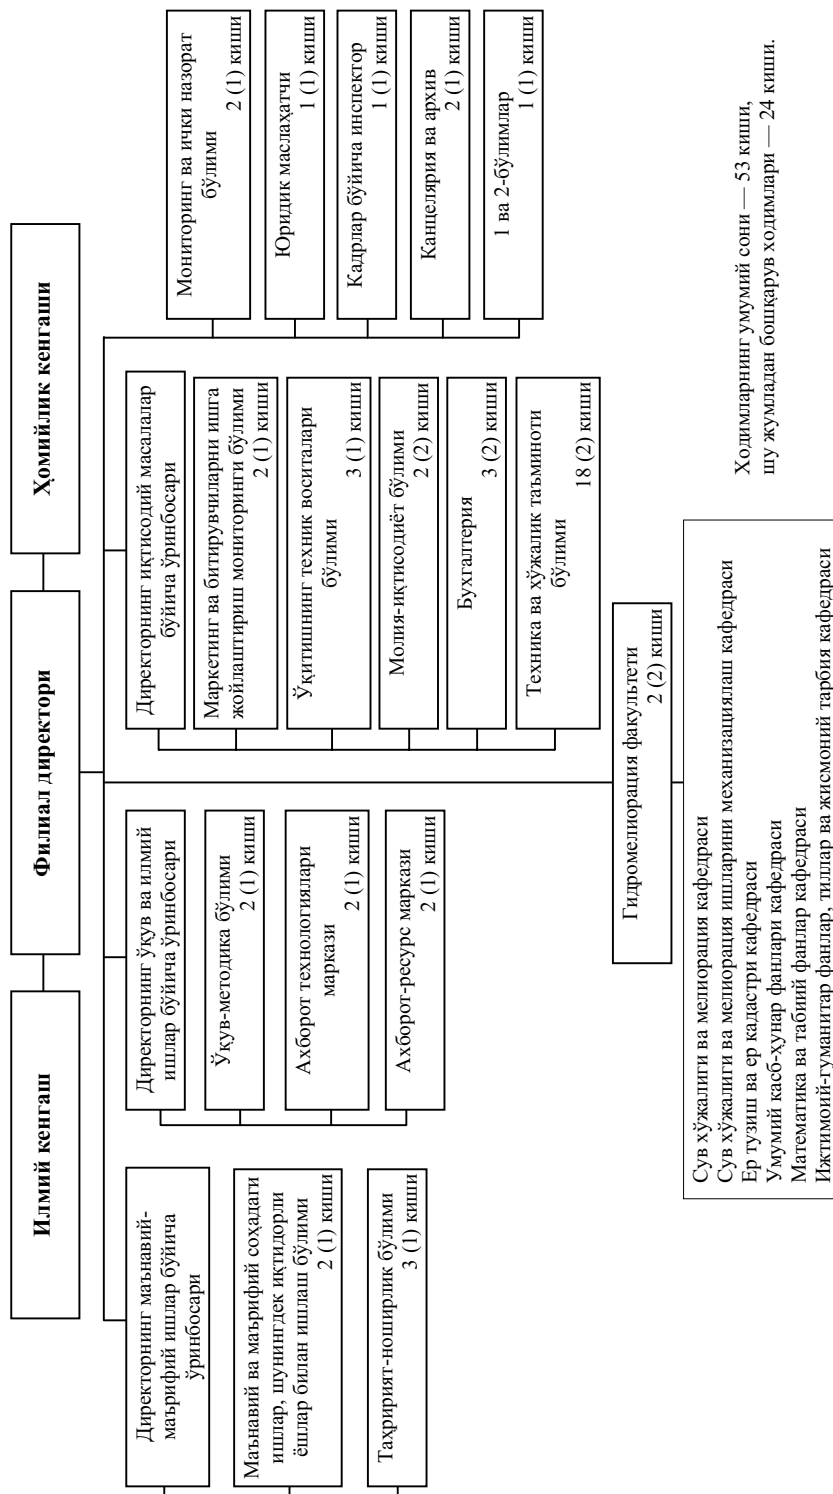 Илмий кенгаш
Филиал директори
Ҳомийлик кенгаши
Директорнинг маънавий-
маърифий ишлар бўйича
ўринбосари
Маънавий ва маърифий соҳадаги
ишлар, шунингдек иқтидорли
ёшлар билан ишлаш бўлими
2 (1) киши
Таҳририят-ноширлик бўлими
3 (1) киши
Директорнинг ўқув ва илмий
ишлар бўйича ўринбосари
Ўқув-методика бўлими
2 (1) киши
Ахборот технологиялари
маркази
2 (1) киши
Ахборот-ресурс маркази
2 (1) киши
Директорнинг иқтисодий масалалар
бўйича ўринбосари
Маркетинг ва битирувчиларни ишга
жойлаштириш мониторинги бўлими
2 (1) киши
Ўқитишнинг техник воситалари
бўлими
3 (1) киши
Молия-иқтисодиёт бўлими
2 (2) киши
Бухгалтерия
3 (2) киши
Техника ва хўжалик таъминоти
бўлими
18 (2) киши
Мониторинг ва ички назорат
бўлими
2 (1) киши
Юридик маслаҳатчи
1 (1) киши
Кадрлар бўйича инспектор
1 (1) киши
Канцелярия ва архив
2 (1) киши
1 ва 2-бўлимлар
1 (1) киши
Гидромелиорация факультети
2 (2) киши
Сув хўжалиги ва мелиорация кафедраси
Сув хўжалиги ва мелиорация ишларини механизациялаш кафедраси
Ер тузиш ва ер кадастри кафедраси
Умумий касб-ҳунар фанлари кафедраси
Математика ва табиий фанлар кафедраси
Ижтимоий-гуманитар фанлар, тиллар ва жисмоний тарбия кафедраси
Ходимларнинг умумий сони — 53 киши,
шу жумладан бошқарув ходимлари — 24 киши.